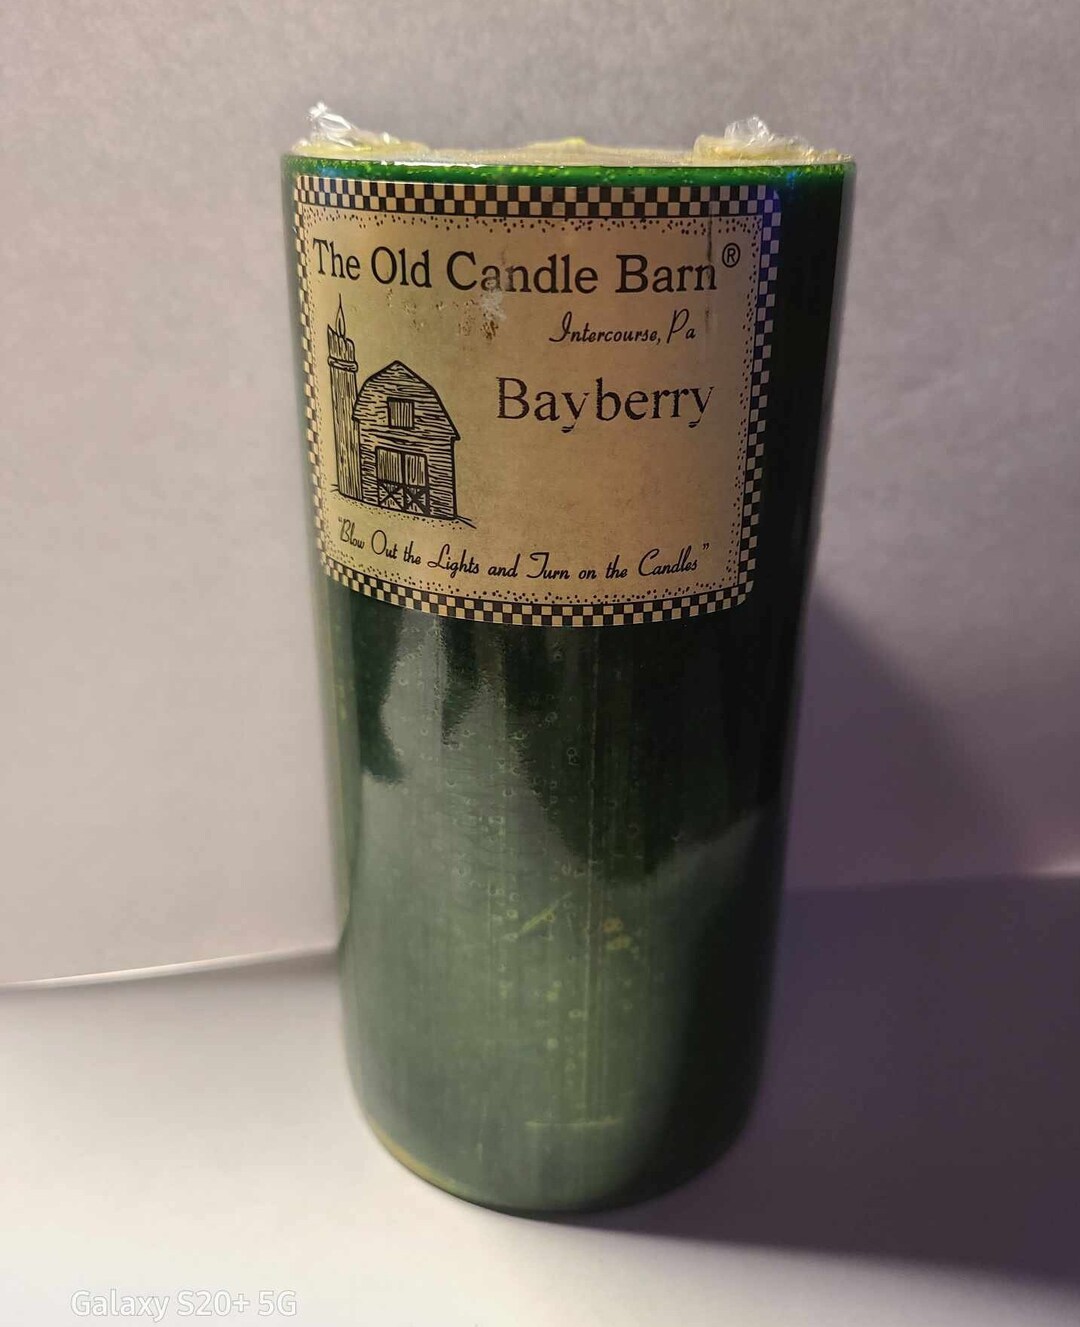 The Old Candle Barn®
Intercourse, Pa
Bayberry
"Blow Out the Lights and Turn on the Candles"
Galaxy S20+ 5G